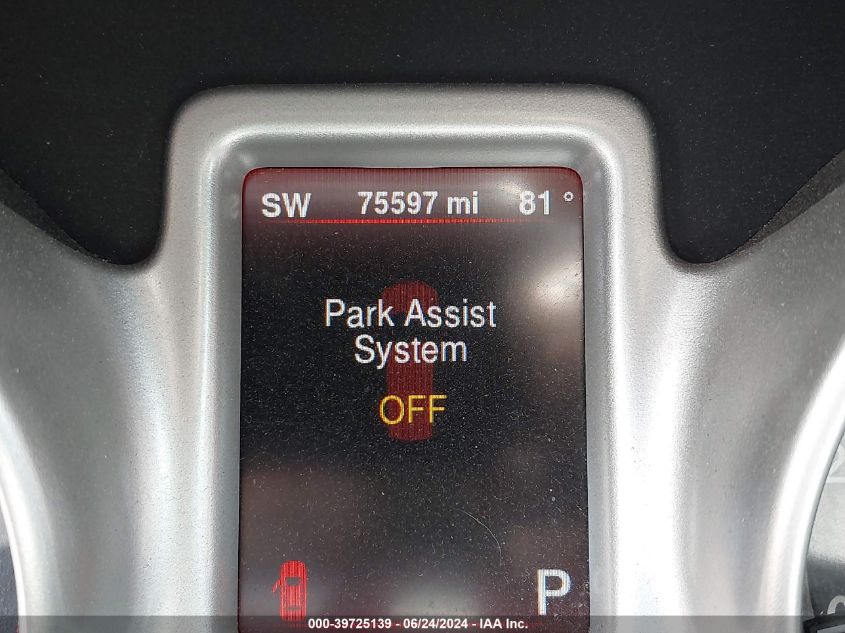 SW 75597 mi 81 °
Park Assist
System
OFF
P
000-39725139 - 06/24/2024 - IAA Inc.